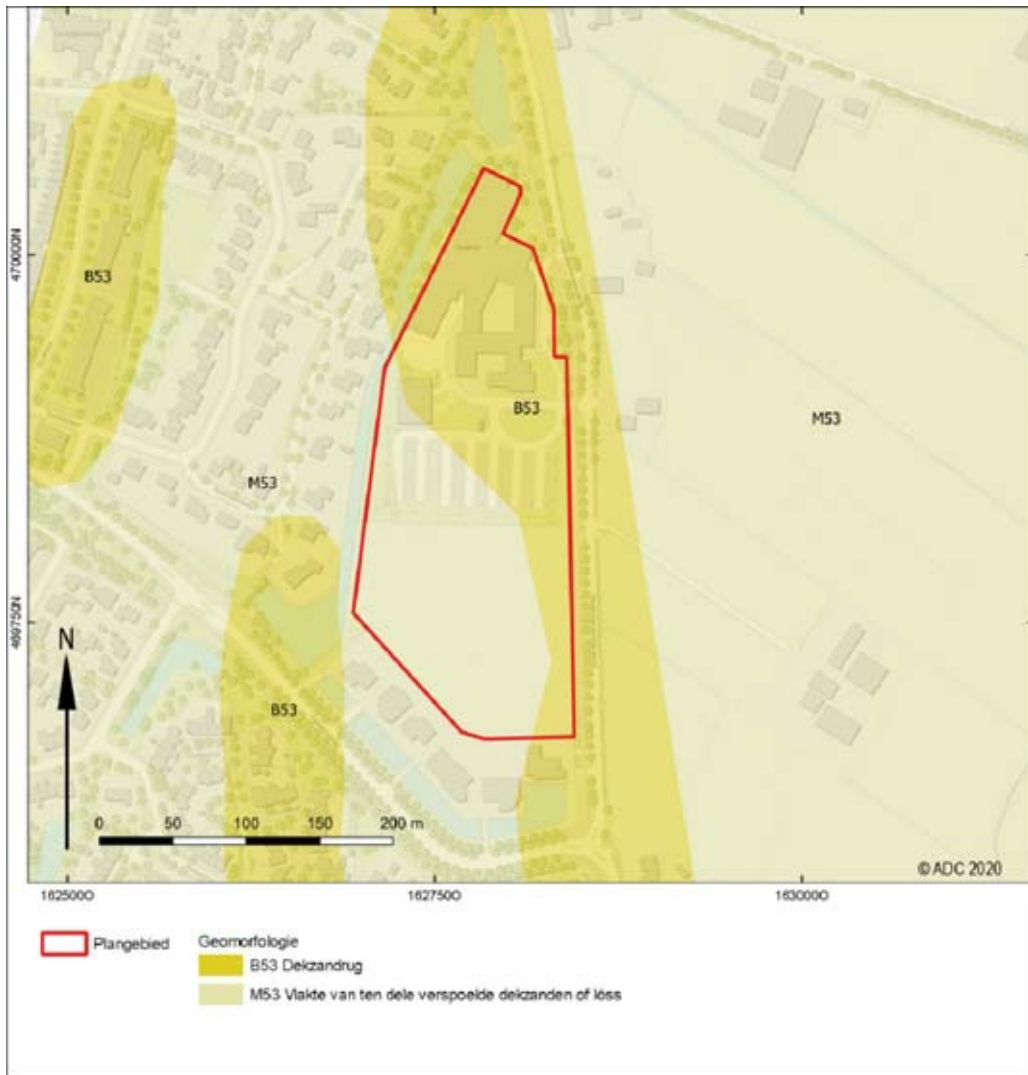 B53
470000N
M53
B53
M53
469750N
N
B53
0 50 100 150 200 m
© ADC 2020
162500O 162750O 163000O
Plangebied
Geomorfologie
B53 Dekzandrug
M53 Vlakte van ten dele verspoelde dekzanden of löss